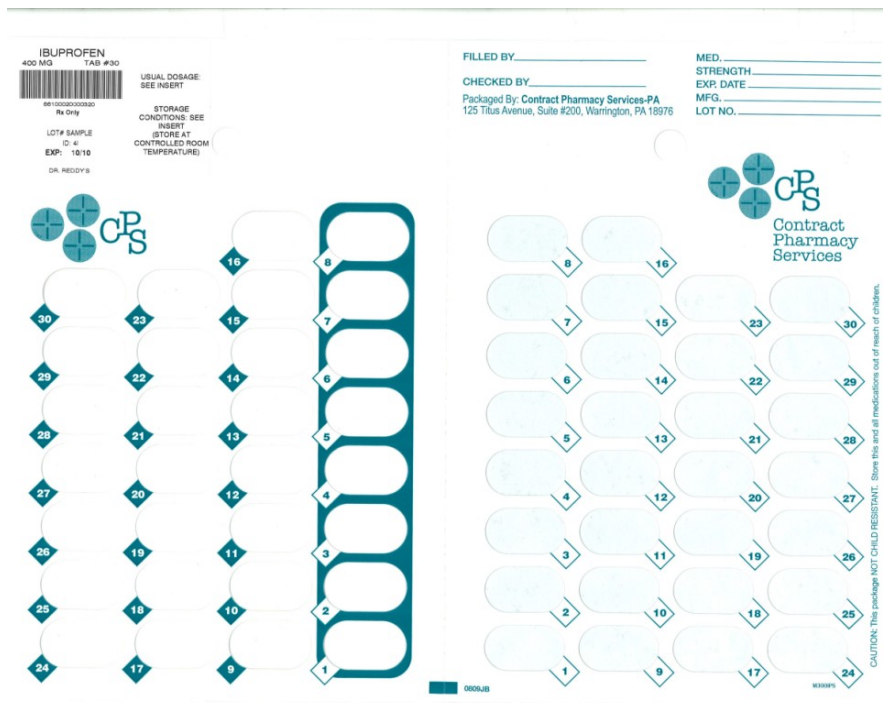 IBUPROFEN
400 MG TAB #30
66100020000320
Rx Only
LOT# SAMPLE
ID: 4I
EXP: 10/10
DR. REDDY'S
USUAL DOSAGE:
SEE INSERT
STORAGE
CONDITIONS: SEE
INSERT
(STORE AT
CONTROLLED ROOM
TEMPERATURE)
CPS
16 8
30 23 15 7
29 22 14 6
28 21 13 5
27 20 12 4
26 19 11 3
25 18 10 2
24 17 9 1
FILLED BY
CHECKED BY
Packaged By: Contract Pharmacy Services-PA
125 Titus Avenue, Suite #200, Warrington, PA 18976
MED.
STRENGTH
EXP. DATE
MFG.
LOT NO.
CPS
Contract
Pharmacy
Services
8 16
7 15 23 30
6 14 22 29
5 13 21 28
4 12 20 27
3 11 19 26
2 10 18 25
1 9 17 24
CAUTION: This package NOT CHILD RESISTANT. Store this and all medications out of reach of children.
0809JB